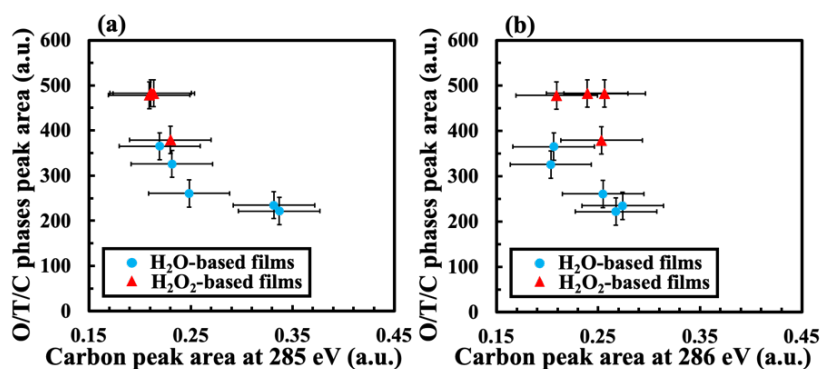 (a)
O/T/C phases peak area (a.u.)
600
500
400
300
200
100
0
H₂O-based films
H₂O₂-based films
0.15 0.25 0.35 0.45
Carbon peak area at 285 eV (a.u.)
(b)
O/T/C phases peak area (a.u.)
600
500
400
300
200
100
0
H₂O-based films
H₂O₂-based films
0.15 0.25 0.35 0.45
Carbon peak area at 286 eV (a.u.)